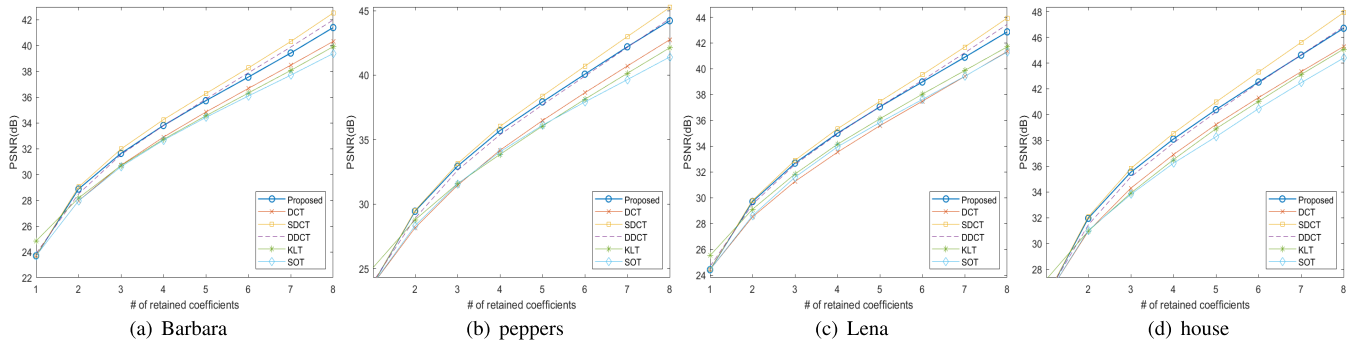 PSNR(dB)
42
40
38
36
34
32
30
28
26
24
22
1 2 3 4 5 6 7 8
# of retained coefficients
Proposed
DCT
SDCT
DDCT
KLT
SOT
(a) Barbara
PSNR(dB)
45
40
35
30
25
2 3 4 5 6 7 8
# of retained coefficients
Proposed
DCT
SDCT
DDCT
KLT
SOT
(b) peppers
PSNR(dB)
44
42
40
38
36
34
32
30
28
26
24
1 2 3 4 5 6 7 8
# of retained coefficients
Proposed
DCT
SDCT
DDCT
KLT
SOT
(c) Lena
PSNR(dB)
48
46
44
42
40
38
36
34
32
30
28
2 3 4 5 6 7 8
# of retained coefficients
Proposed
DCT
SDCT
DDCT
KLT
SOT
(d) house